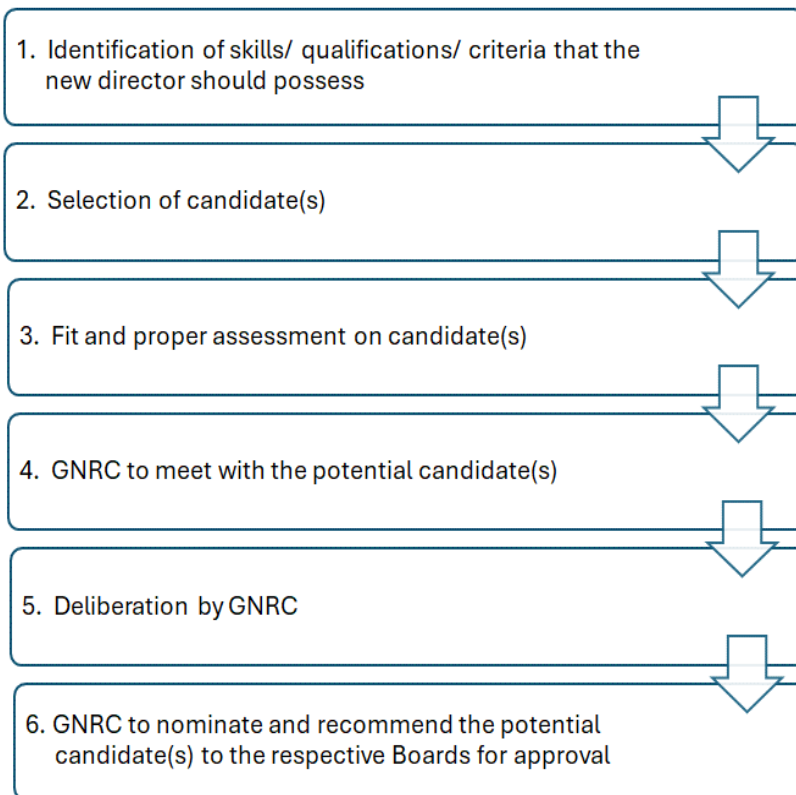 1. Identification of skills/ qualifications/ criteria that the
new director should possess
2. Selection of candidate(s)
3. Fit and proper assessment on candidate(s)
4. GNRC to meet with the potential candidate(s)
5. Deliberation by GNRC
6. GNRC to nominate and recommend the potential
candidate(s) to the respective Boards for approval